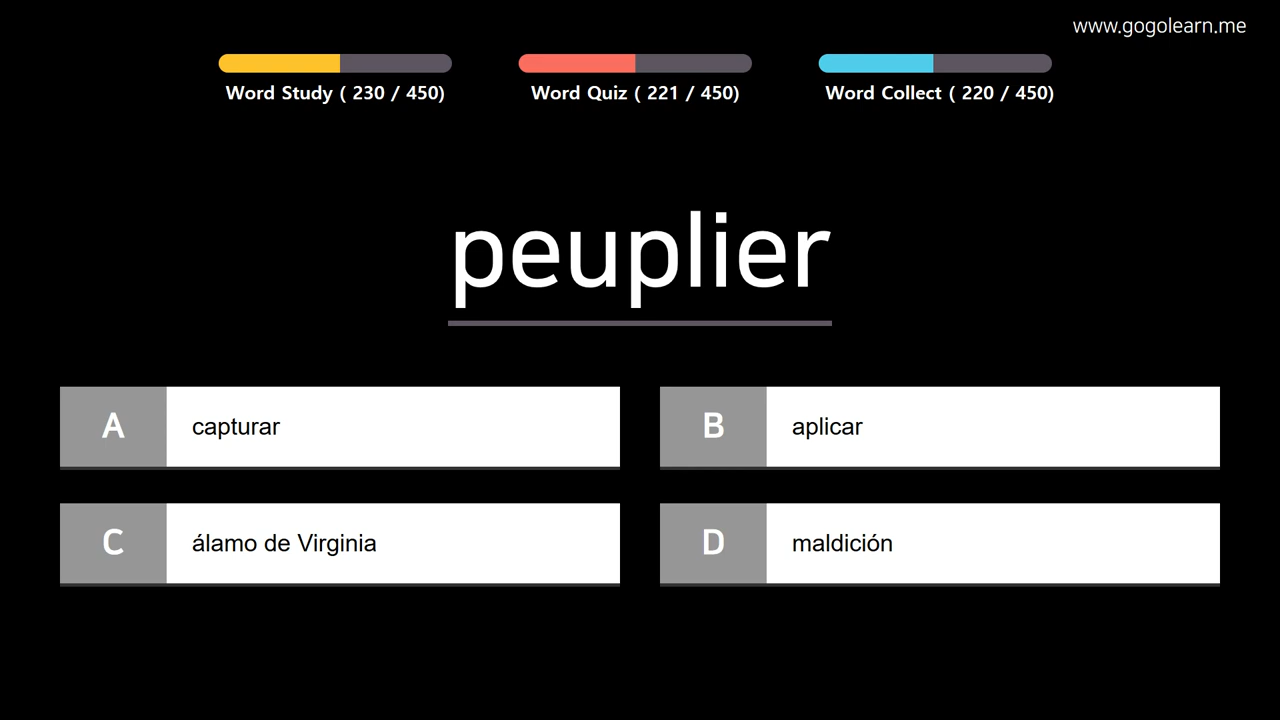 www.gogolearn.me
Word Study ( 230 / 450)
Word Quiz ( 221 / 450)
Word Collect ( 220 / 450)
peuplier
A capturar
B aplicar
C álamo de Virginia
D maldición